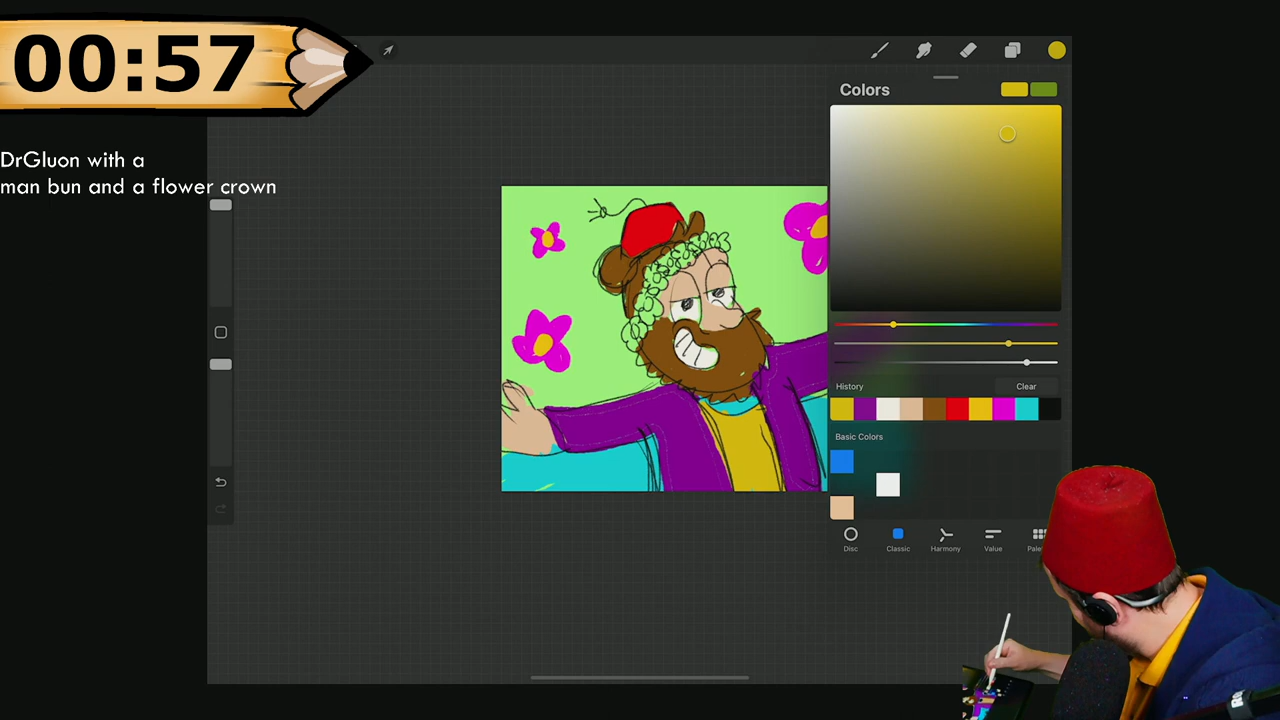 00:57
DrGluon with a
man bun and a flower crown
Colors
History
Clear
Basic Colors
Disc
Classic
Harmony
Value